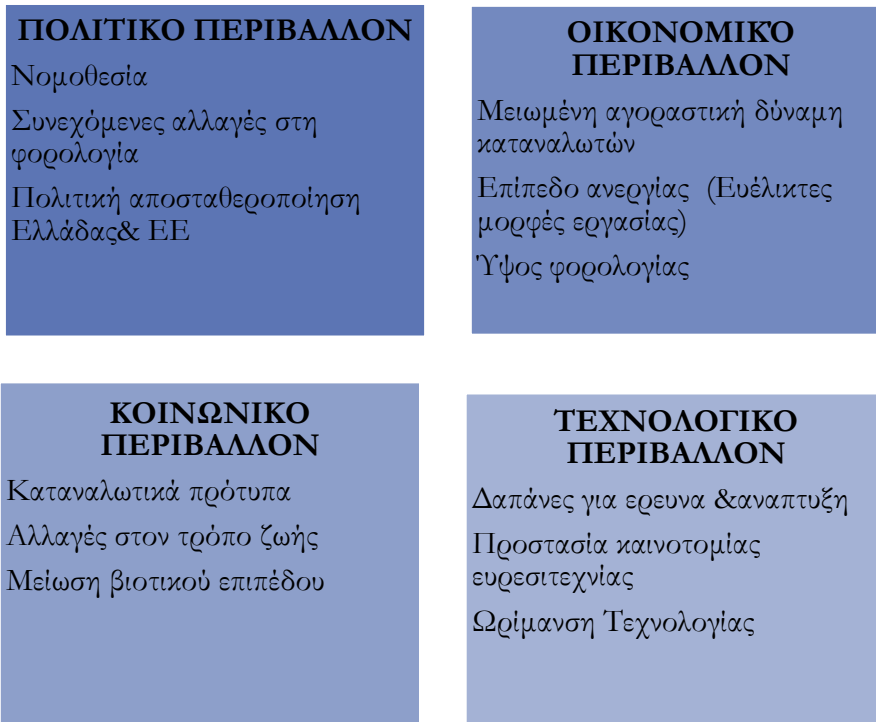 ΠΟΛΙΤΙΚΟ ΠΕΡΙΒΑΛΛΟΝ
Νομοθεσία
Συνεχόμενες αλλαγές στη
φορολογία
Πολιτική αποσταθεροποίηση
Ελλάδας& ΕΕ
ΟΙΚΟΝΟΜΙΚΌ
ΠΕΡΙΒΑΛΛΟΝ
Μειωμένη αγοραστική δύναμη
καταναλωτών
Επίπεδο ανεργίας (Ευέλικτες
μορφές εργασίας)
Ύψος φορολογίας
ΚΟΙΝΩΝΙΚΟ
ΠΕΡΙΒΑΛΛΟΝ
Καταναλωτικά πρότυπα
Αλλαγές στον τρόπο ζωής
Μείωση βιοτικού επιπέδου
ΤΕΧΝΟΛΟΓΙΚΟ
ΠΕΡΙΒΑΛΛΟΝ
Δαπάνες για ερευνα &αναπτυξη
Προστασία καινοτομίας
ευρεσιτεχνίας
Ωρίμανση Τεχνολογίας